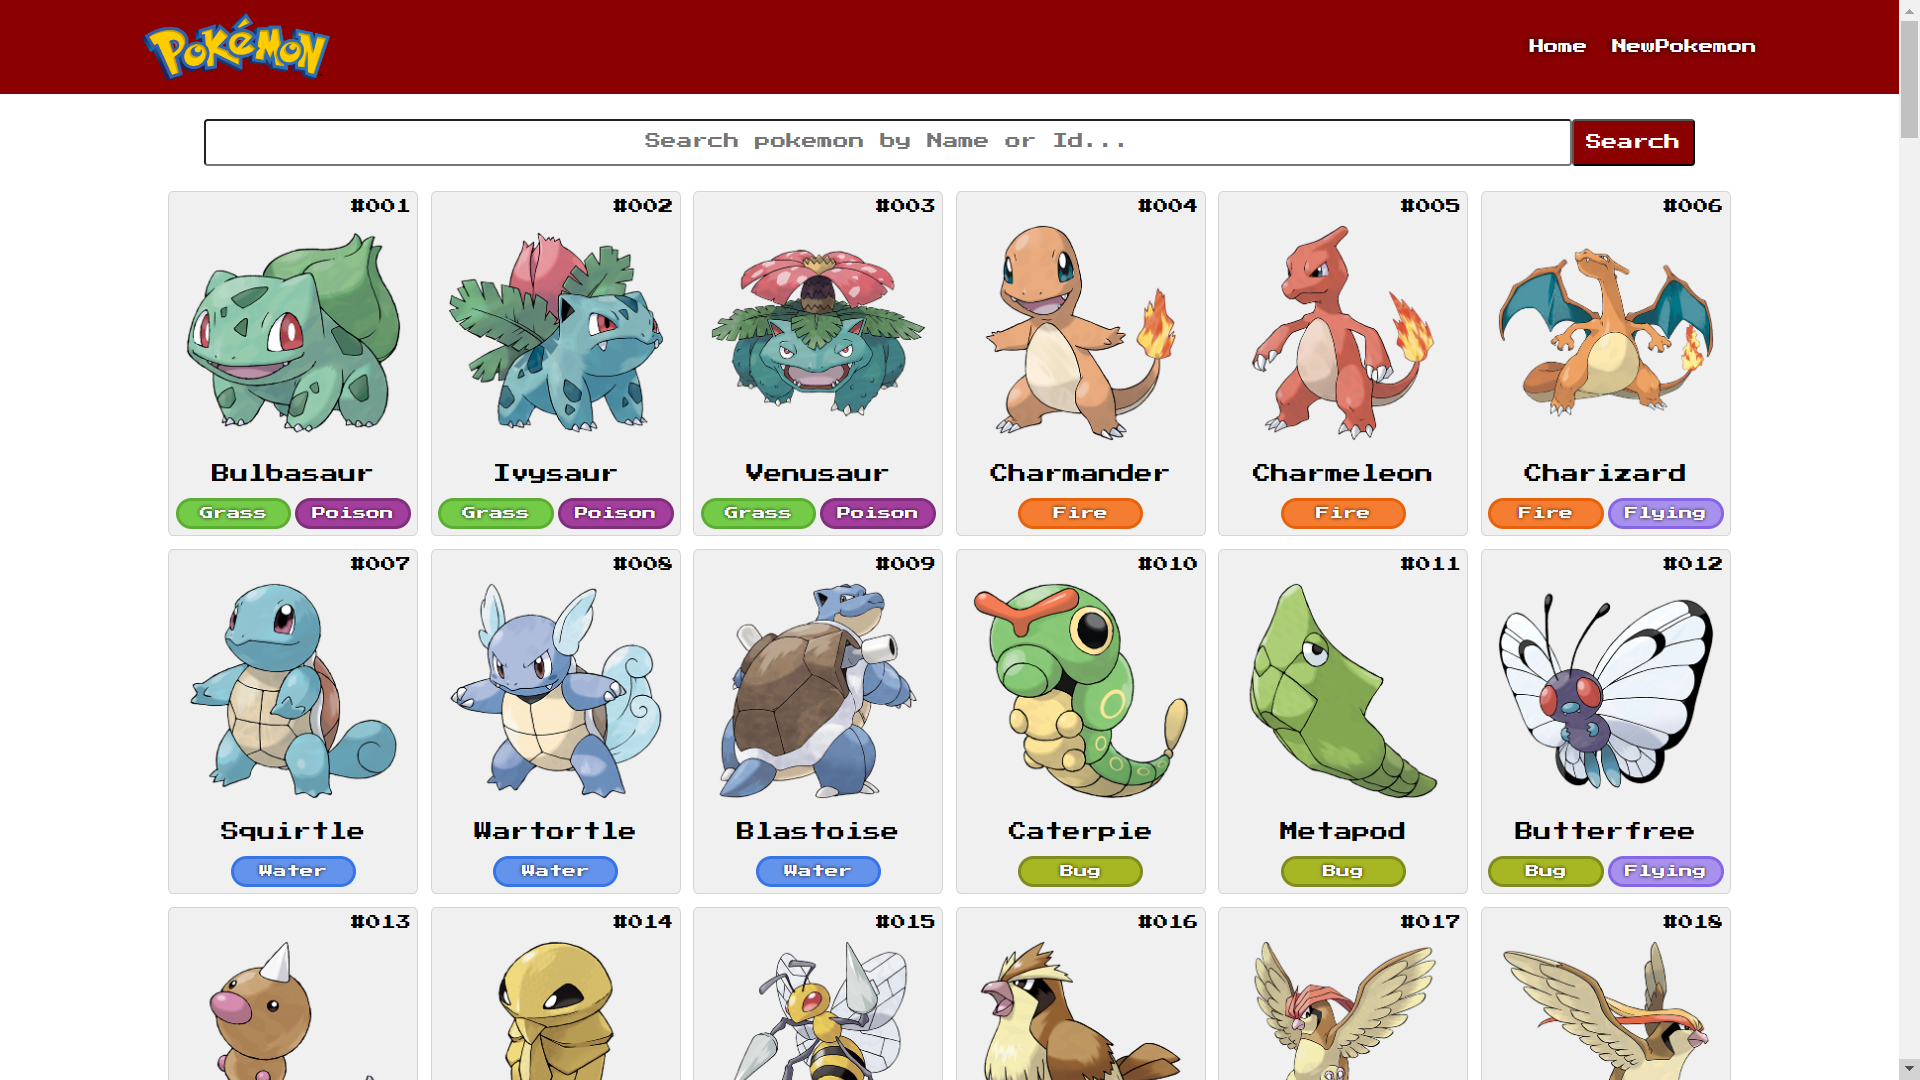 Pokémon
Home NewPokemon
Search pokemon by Name or Id... Search
#001 #002 #003 #004 #005 #006
Bulbasaur Ivysaur Venusaur Charmander Charmeleon Charizard
Grass Poison Grass Poison Grass Poison Fire Fire Fire Flying
#007 #008 #009 #010 #011 #012
Squirtle Wartortle Blastoise Caterpie Metapod Butterfree
Water Water Water Bug Bug Bug Flying
#013 #014 #015 #016 #017 #018